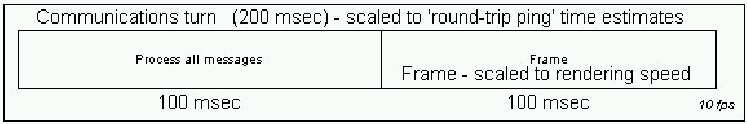 Communications turn (200 msec) - scaled to 'round-trip ping' time estimates
Process all messages
Frame
Frame - scaled to rendering speed
100 msec
100 msec
10 fps